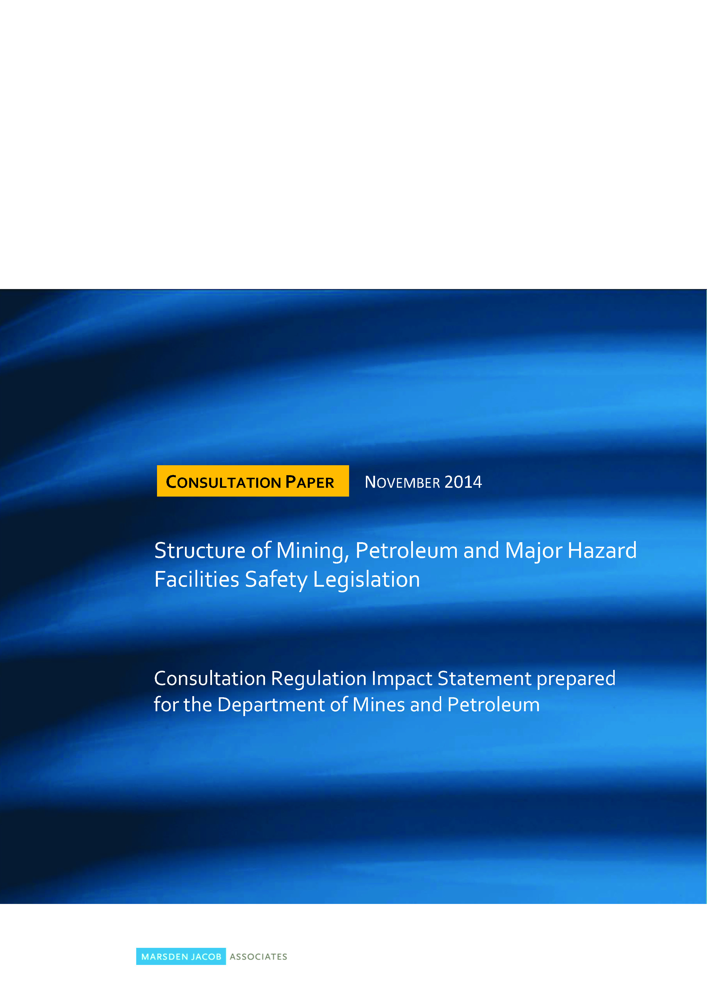 CONSULTATION PAPER NOVEMBER 2014
Structure of Mining, Petroleum and Major Hazard
Facilities Safety Legislation
Consultation Regulation Impact Statement prepared
for the Department of Mines and Petroleum
MARSDEN JACOB ASSOCIATES